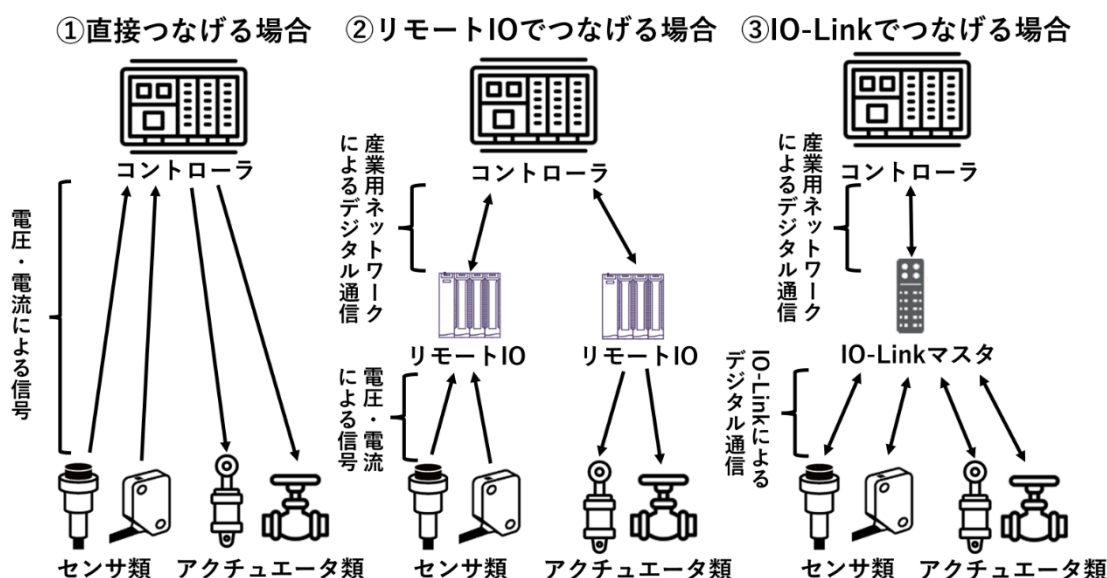 ①直接つなげる場合
コントローラ
電圧・電流による信号
センサ類
アクチュエータ類
②リモートIOでつなげる場合
コントローラ
産業用ネットワーク
によるデジタル通信
リモートIO
リモートIO
電圧・電流
による信号
センサ類
アクチュエータ類
③IO-Linkでつなげる場合
コントローラ
産業用ネットワーク
によるデジタル通信
IO-Linkマスタ
IO-Linkによる
デジタル通信
センサ類
アクチュエータ類